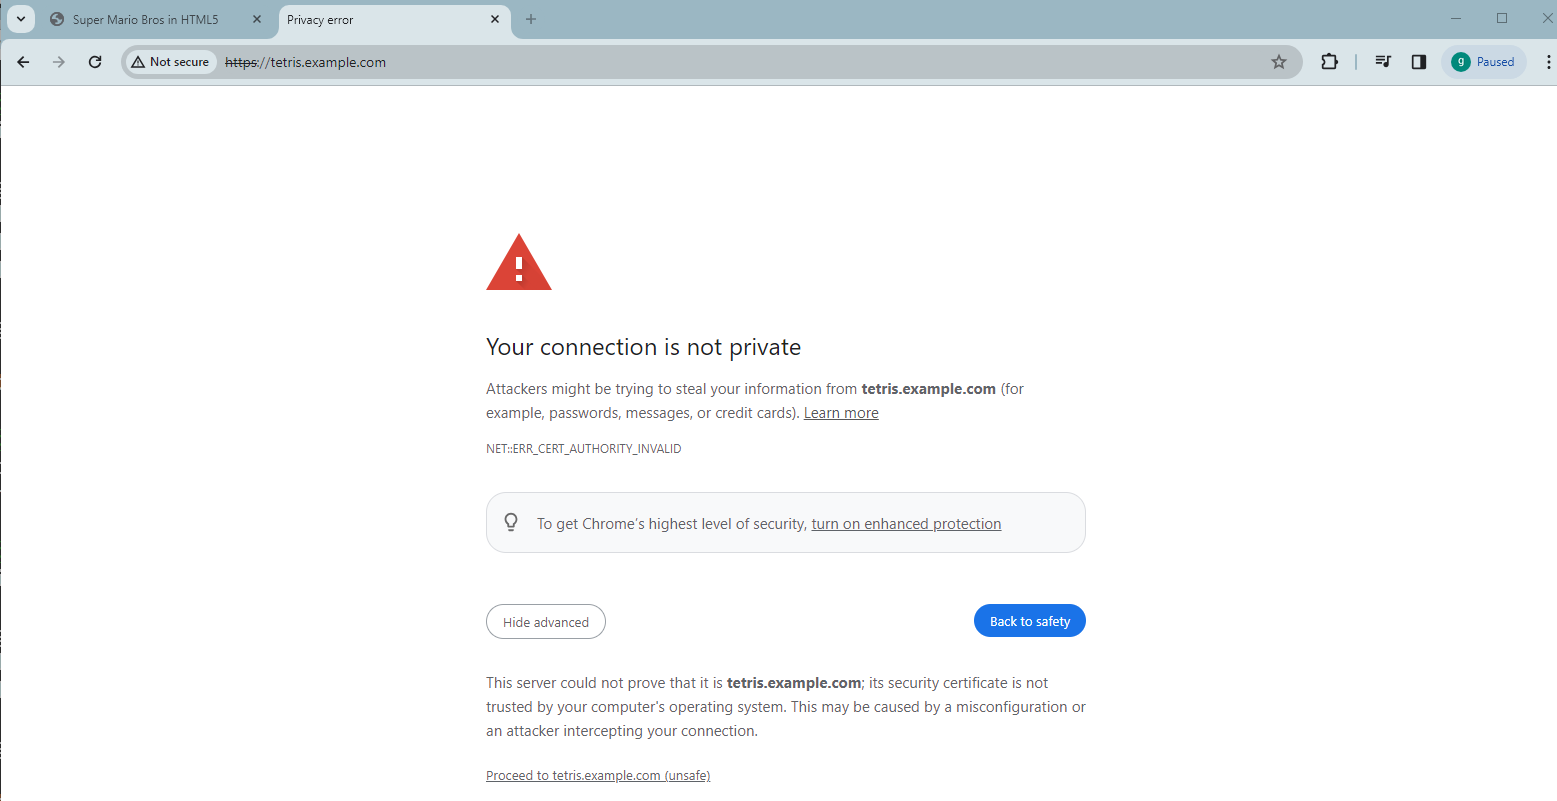 Super Mario Bros in HTML5
Privacy error
Not secure
https://tetris.example.com
g
Paused
Your connection is not private
Attackers might be trying to steal your information from tetris.example.com (for
example, passwords, messages, or credit cards). Learn more
NET::ERR_CERT_AUTHORITY_INVALID
To get Chrome's highest level of security, turn on enhanced protection
Hide advanced
Back to safety
This server could not prove that it is tetris.example.com; its security certificate is not
trusted by your computer's operating system. This may be caused by a misconfiguration or
an attacker intercepting your connection.
Proceed to tetris.example.com (unsafe)